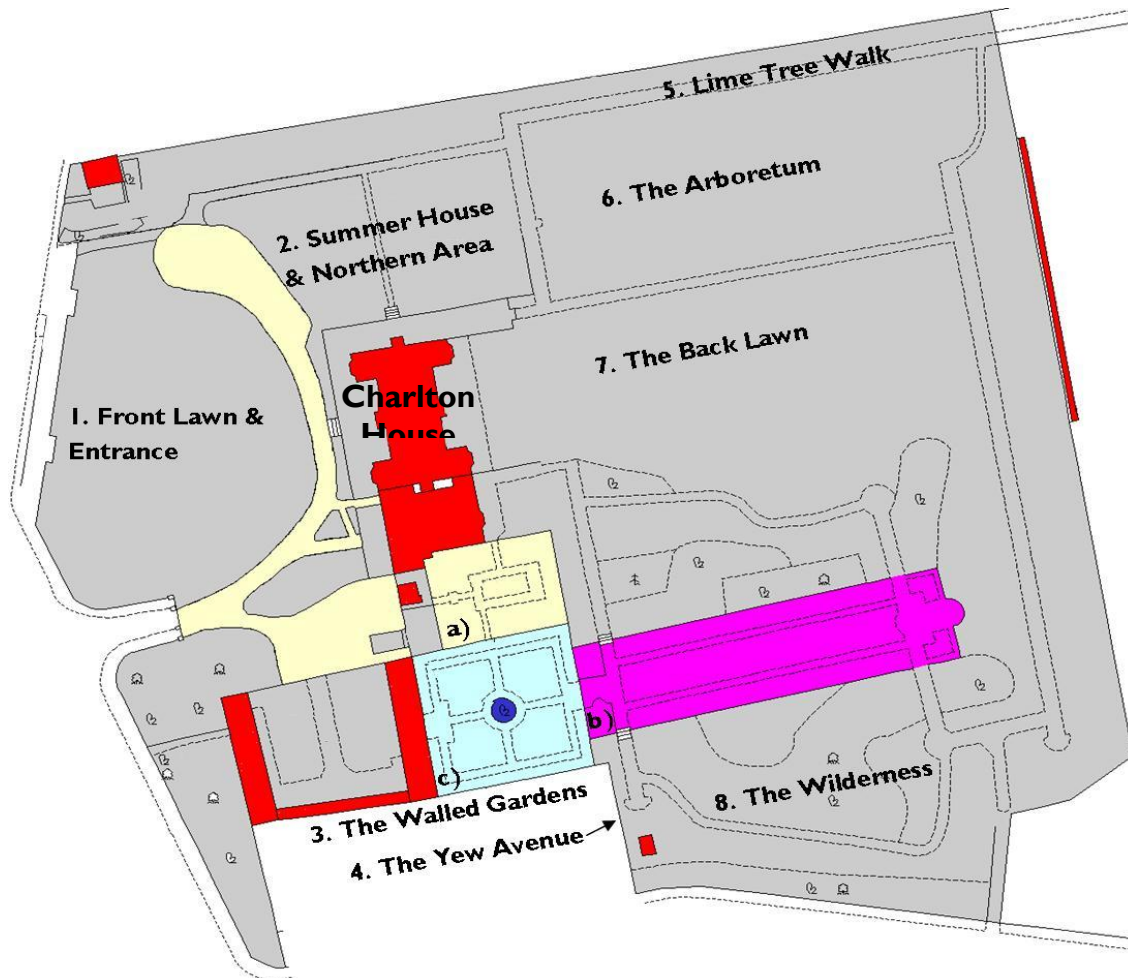 5. Lime Tree Walk
6. The Arboretum
2. Summer House
& Northern Area
7. The Back Lawn
1. Front Lawn &
Entrance
Charlton
House
a)
b)
c)
3. The Walled Gardens
4. The Yew Avenue
8. The Wilderness